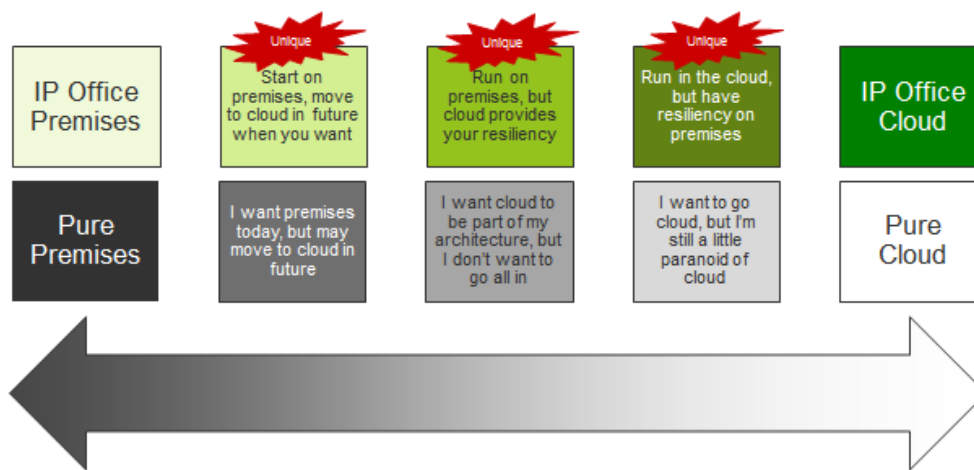 Unique
Unique
Unique
IP Office
Premises
Start on
premises, move
to cloud in future
when you want
Run on
premises, but
cloud provides
your resiliency
Run in the cloud,
but have
resiliency on
premises
IP Office
Cloud
Pure
Premises
I want premises
today, but may
move to cloud in
future
I want cloud to
be part of my
architecture, but
I don't want to
go all in
I want to go
cloud, but I'm
still a little
paranoid of
cloud
Pure
Cloud